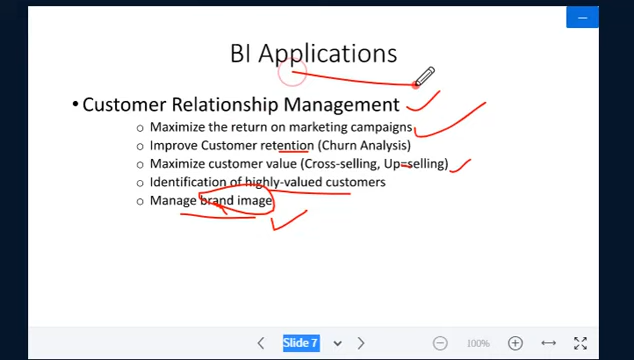 BI Applications
• Customer Relationship Management
o Maximize the return on marketing campaigns
o Improve Customer retention (Churn Analysis)
o Maximize customer value (Cross-selling, Up-selling)
o Identification of highly-valued customers
o Manage brand image
Slide 7
100%